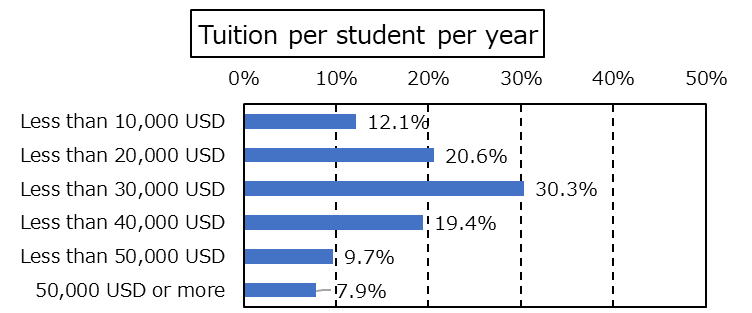 Tuition per student per year
0% 10% 20% 30% 40% 50%
Less than 10,000 USD 12.1%
Less than 20,000 USD 20.6%
Less than 30,000 USD 30.3%
Less than 40,000 USD 19.4%
Less than 50,000 USD 9.7%
50,000 USD or more 7.9%